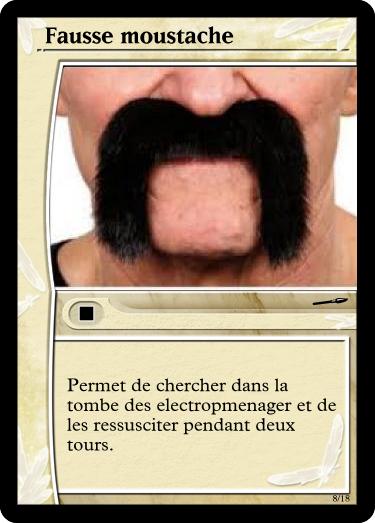 Fausse moustache
Permet de chercher dans la
tombe des electropmenager et de
les ressusciter pendant deux
tours.
8/18